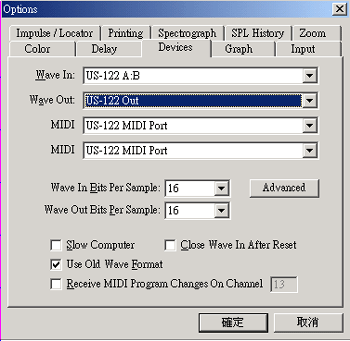 Options
Impulse / Locator Printing Spectrograph SPL History Zoom
Color Delay Devices Graph Input
Wave In: US-122 A:B
Wave Out: US-122 Out
MIDI US-122 MIDI Port
MIDI US-122 MIDI Port
Wave In Bits Per Sample: 16 Advanced
Wave Out Bits Per Sample: 16
Slow Computer Close Wave In After Reset
Use Old Wave Format
Receive MIDI Program Changes On Channel 13
確定 取消